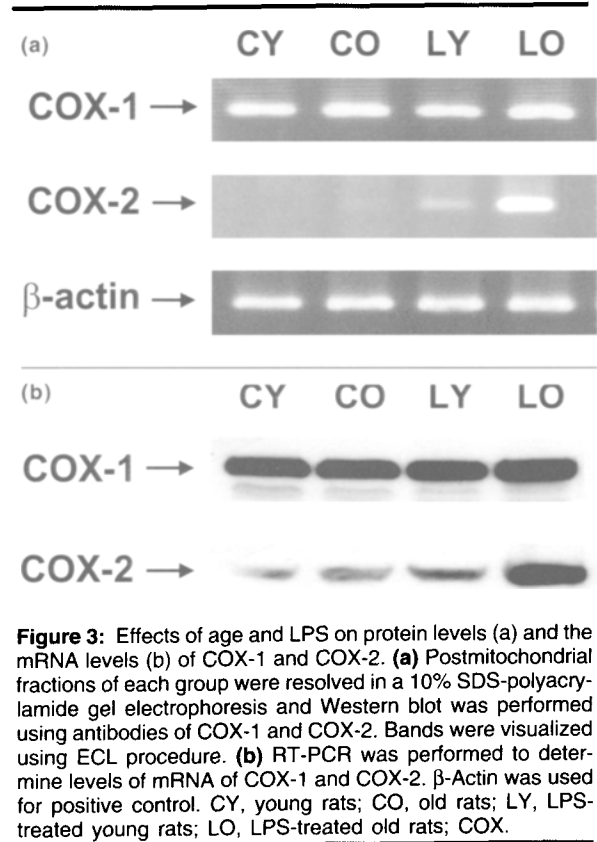 (a) CY CO LY LO
COX-1
COX-2
β-actin
(b) CY CO LY LO
COX-1
COX-2
Figure 3: Effects of age and LPS on protein levels (a) and the
mRNA levels (b) of COX-1 and COX-2. (a) Postmitochondrial
fractions of each group were resolved in a 10% SDS-polyacry-
lamide gel electrophoresis and Western blot was performed
using antibodies of COX-1 and COX-2. Bands were visualized
using ECL procedure. (b) RT-PCR was performed to deter-
mine levels of mRNA of COX-1 and COX-2. β-Actin was used
for positive control. CY, young rats; CO, old rats; LY, LPS-
treated young rats; LO, LPS-treated old rats; COX.